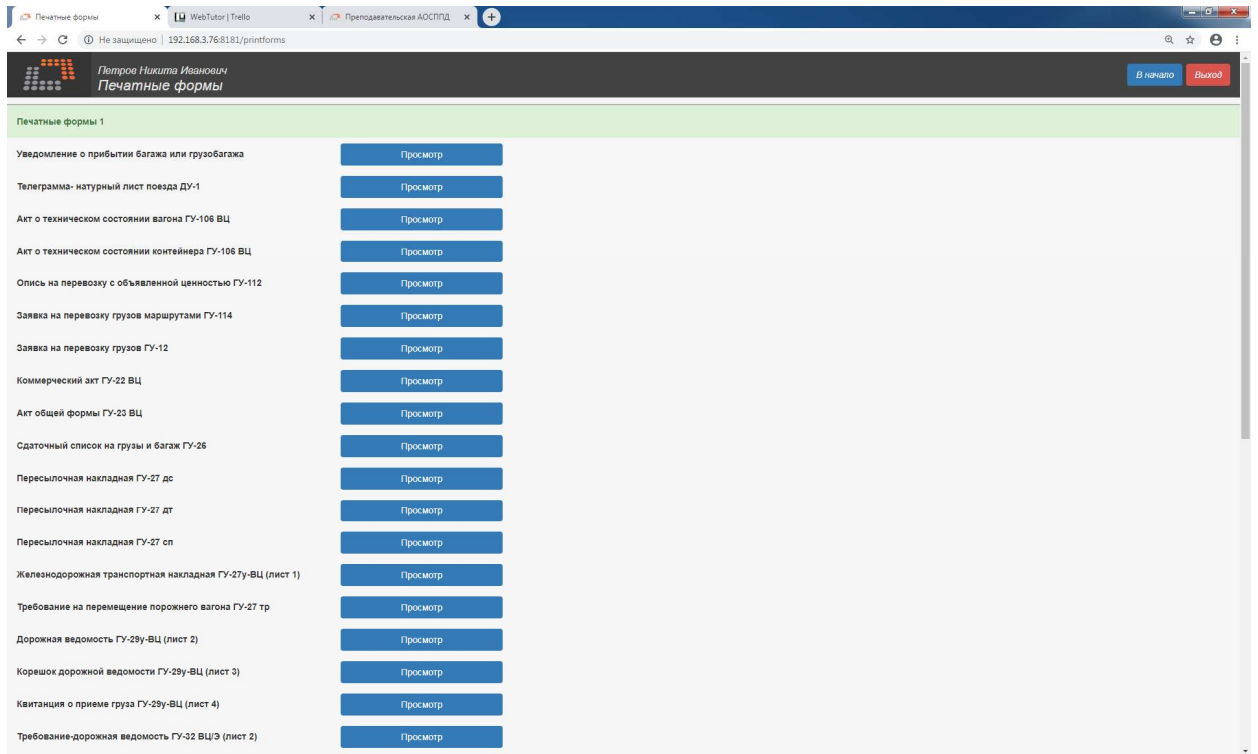 Печатные формы
WebTutor | Trello
Преподавательская АОСППД
Не защищено | 192.168.3.76:8181/printforms
Петров Никита Иванович
Печатные формы
В начало
Выход
Печатные формы 1
Уведомление о прибытии багажа или грузобагажа Просмотр
Телеграмма- натурный лист поезда ДУ-1 Просмотр
Акт о техническом состоянии вагона ГУ-106 ВЦ Просмотр
Акт о техническом состоянии контейнера ГУ-106 ВЦ Просмотр
Опись на перевозку с объявленной ценностью ГУ-112 Просмотр
Заявка на перевозку грузов маршрутами ГУ-114 Просмотр
Заявка на перевозку грузов ГУ-12 Просмотр
Коммерческий акт ГУ-22 ВЦ Просмотр
Акт общей формы ГУ-23 ВЦ Просмотр
Сдаточный список на грузы и багаж ГУ-26 Просмотр
Пересылочная накладная ГУ-27 дс Просмотр
Пересылочная накладная ГУ-27 дт Просмотр
Пересылочная накладная ГУ-27 сп Просмотр
Железнодорожная транспортная накладная ГУ-27у-ВЦ (лист 1) Просмотр
Требование на перемещение порожнего вагона ГУ-27 тр Просмотр
Дорожная ведомость ГУ-29у-ВЦ (лист 2) Просмотр
Корешок дорожной ведомости ГУ-29у-ВЦ (лист 3) Просмотр
Квитанция о приеме груза ГУ-29у-ВЦ (лист 4) Просмотр
Требование-дорожная ведомость ГУ-32 ВЦ/Э (лист 2) Просмотр